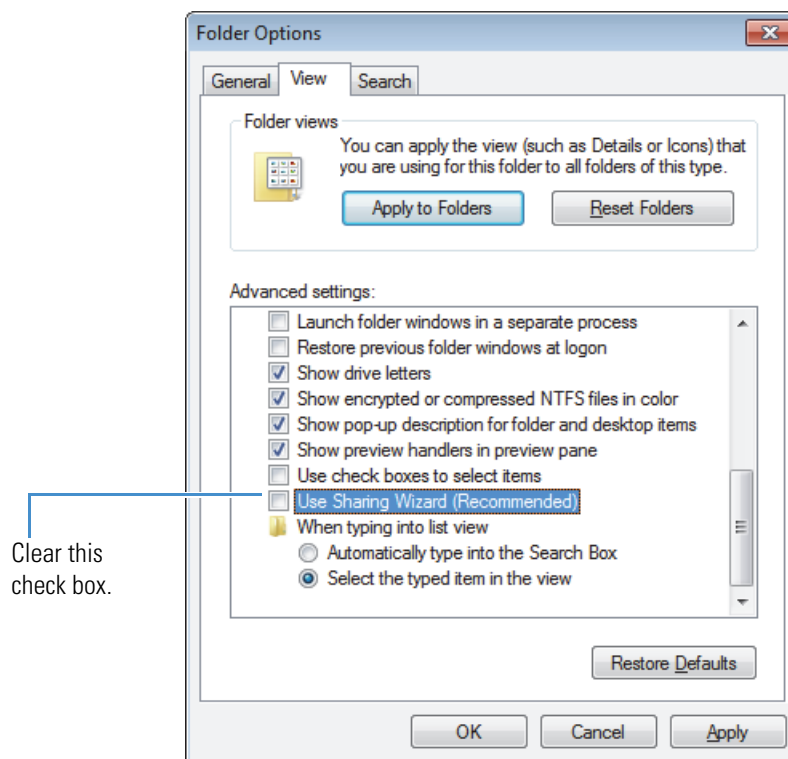 Folder Options
General
View
Search
Folder views
You can apply the view (such as Details or Icons) that
you are using for this folder to all folders of this type.
Apply to Folders
Reset Folders
Advanced settings:
Launch folder windows in a separate process
Restore previous folder windows at logon
Show drive letters
Show encrypted or compressed NTFS files in color
Show pop-up description for folder and desktop items
Show preview handlers in preview pane
Use check boxes to select items
Use Sharing Wizard (Recommended)
When typing into list view
Automatically type into the Search Box
Select the typed item in the view
Clear this
check box.
Restore Defaults
OK
Cancel
Apply